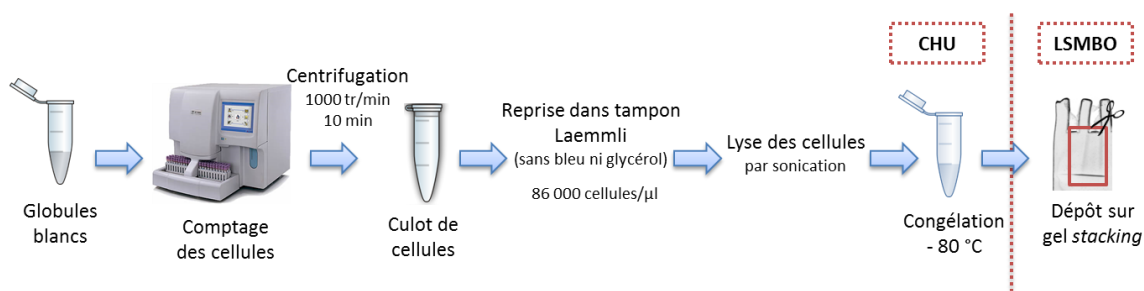 CHU
LSMBO
Centrifugation
1000 tr/min
10 min
Reprise dans tampon
Laemmli
(sans bleu ni glycérol)
86 000 cellules/µl
Lyse des cellules
par sonication
Globules
blancs
Comptage
des cellules
Culot de
cellules
Congélation
- 80 °C
Dépôt sur
gel stacking